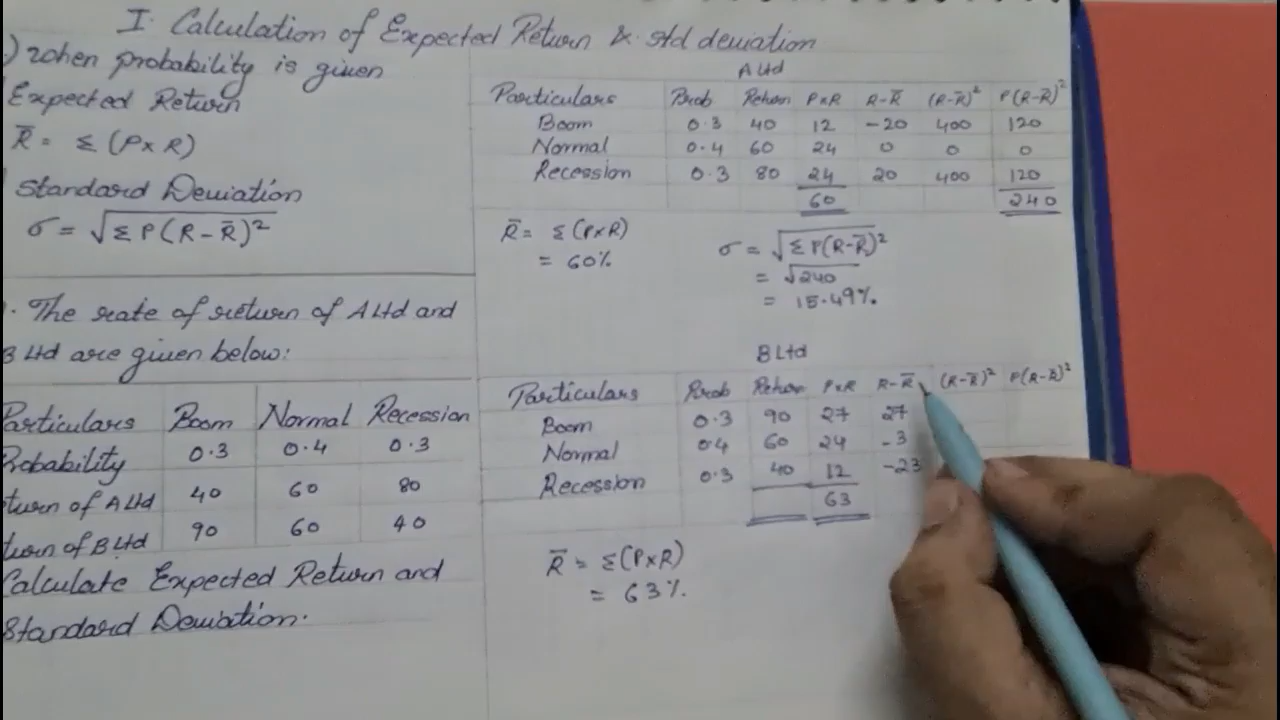 I. Calculation of Expected Return & std deviation
) When probability is given
Expected Return
R̄ = Σ (P×R)
Standard Deviation
σ = √Σ P(R-R̄)²
. The rate of return of A Ltd and
B Ltd are given below:
Particulars Boom Normal Recession
Probability 0.3 0.4 0.3
turn of A Ltd 40 60 80
turn of B Ltd 90 60 40
Calculate Expected Return and
Standard Deviation.
A Ltd
Particulars Prob Return P×R R-R̄ (R-R̄)² P(R-R̄)²
Boom 0.3 40 12 -20 400 120
Normal 0.4 60 24 0 0 0
Recession 0.3 80 24 20 400 120
60 240
R̄ = Σ(P×R)
= 60%
σ = √Σ P(R-R̄)²
= √240
= 15.49%
B Ltd
Particulars Prob Return P×R R-R̄ (R-R̄)² P(R-R̄)²
Boom 0.3 90 27 27
Normal 0.4 60 24 -3
Recession 0.3 40 12 -23
63
R̄ = Σ(P×R)
= 63%